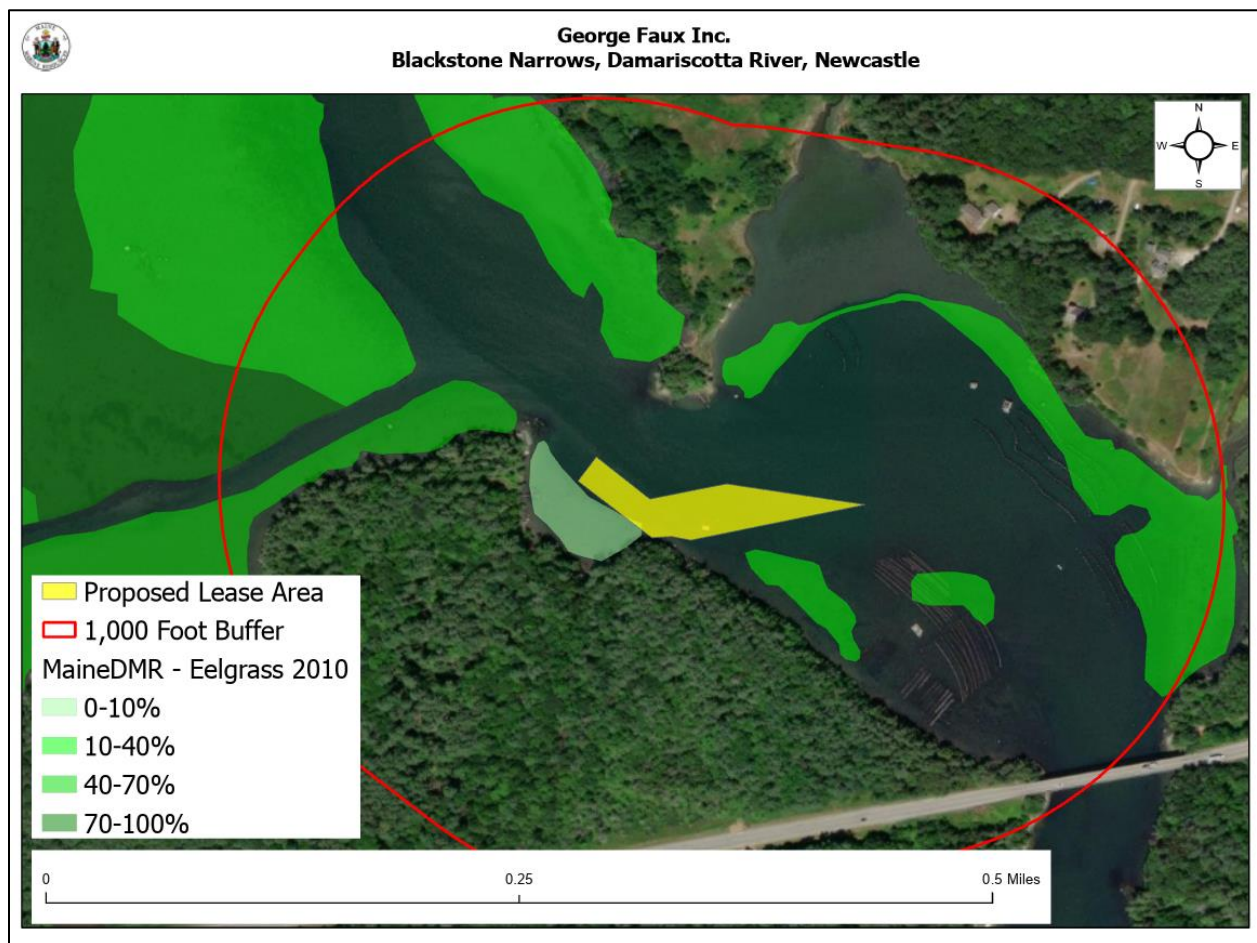 George Faux Inc.
Blackstone Narrows, Damariscotta River, Newcastle
N
W
E
S
Proposed Lease Area
1,000 Foot Buffer
MaineDMR - Eelgrass 2010
0-10%
10-40%
40-70%
70-100%
0
0.25
0.5 Miles